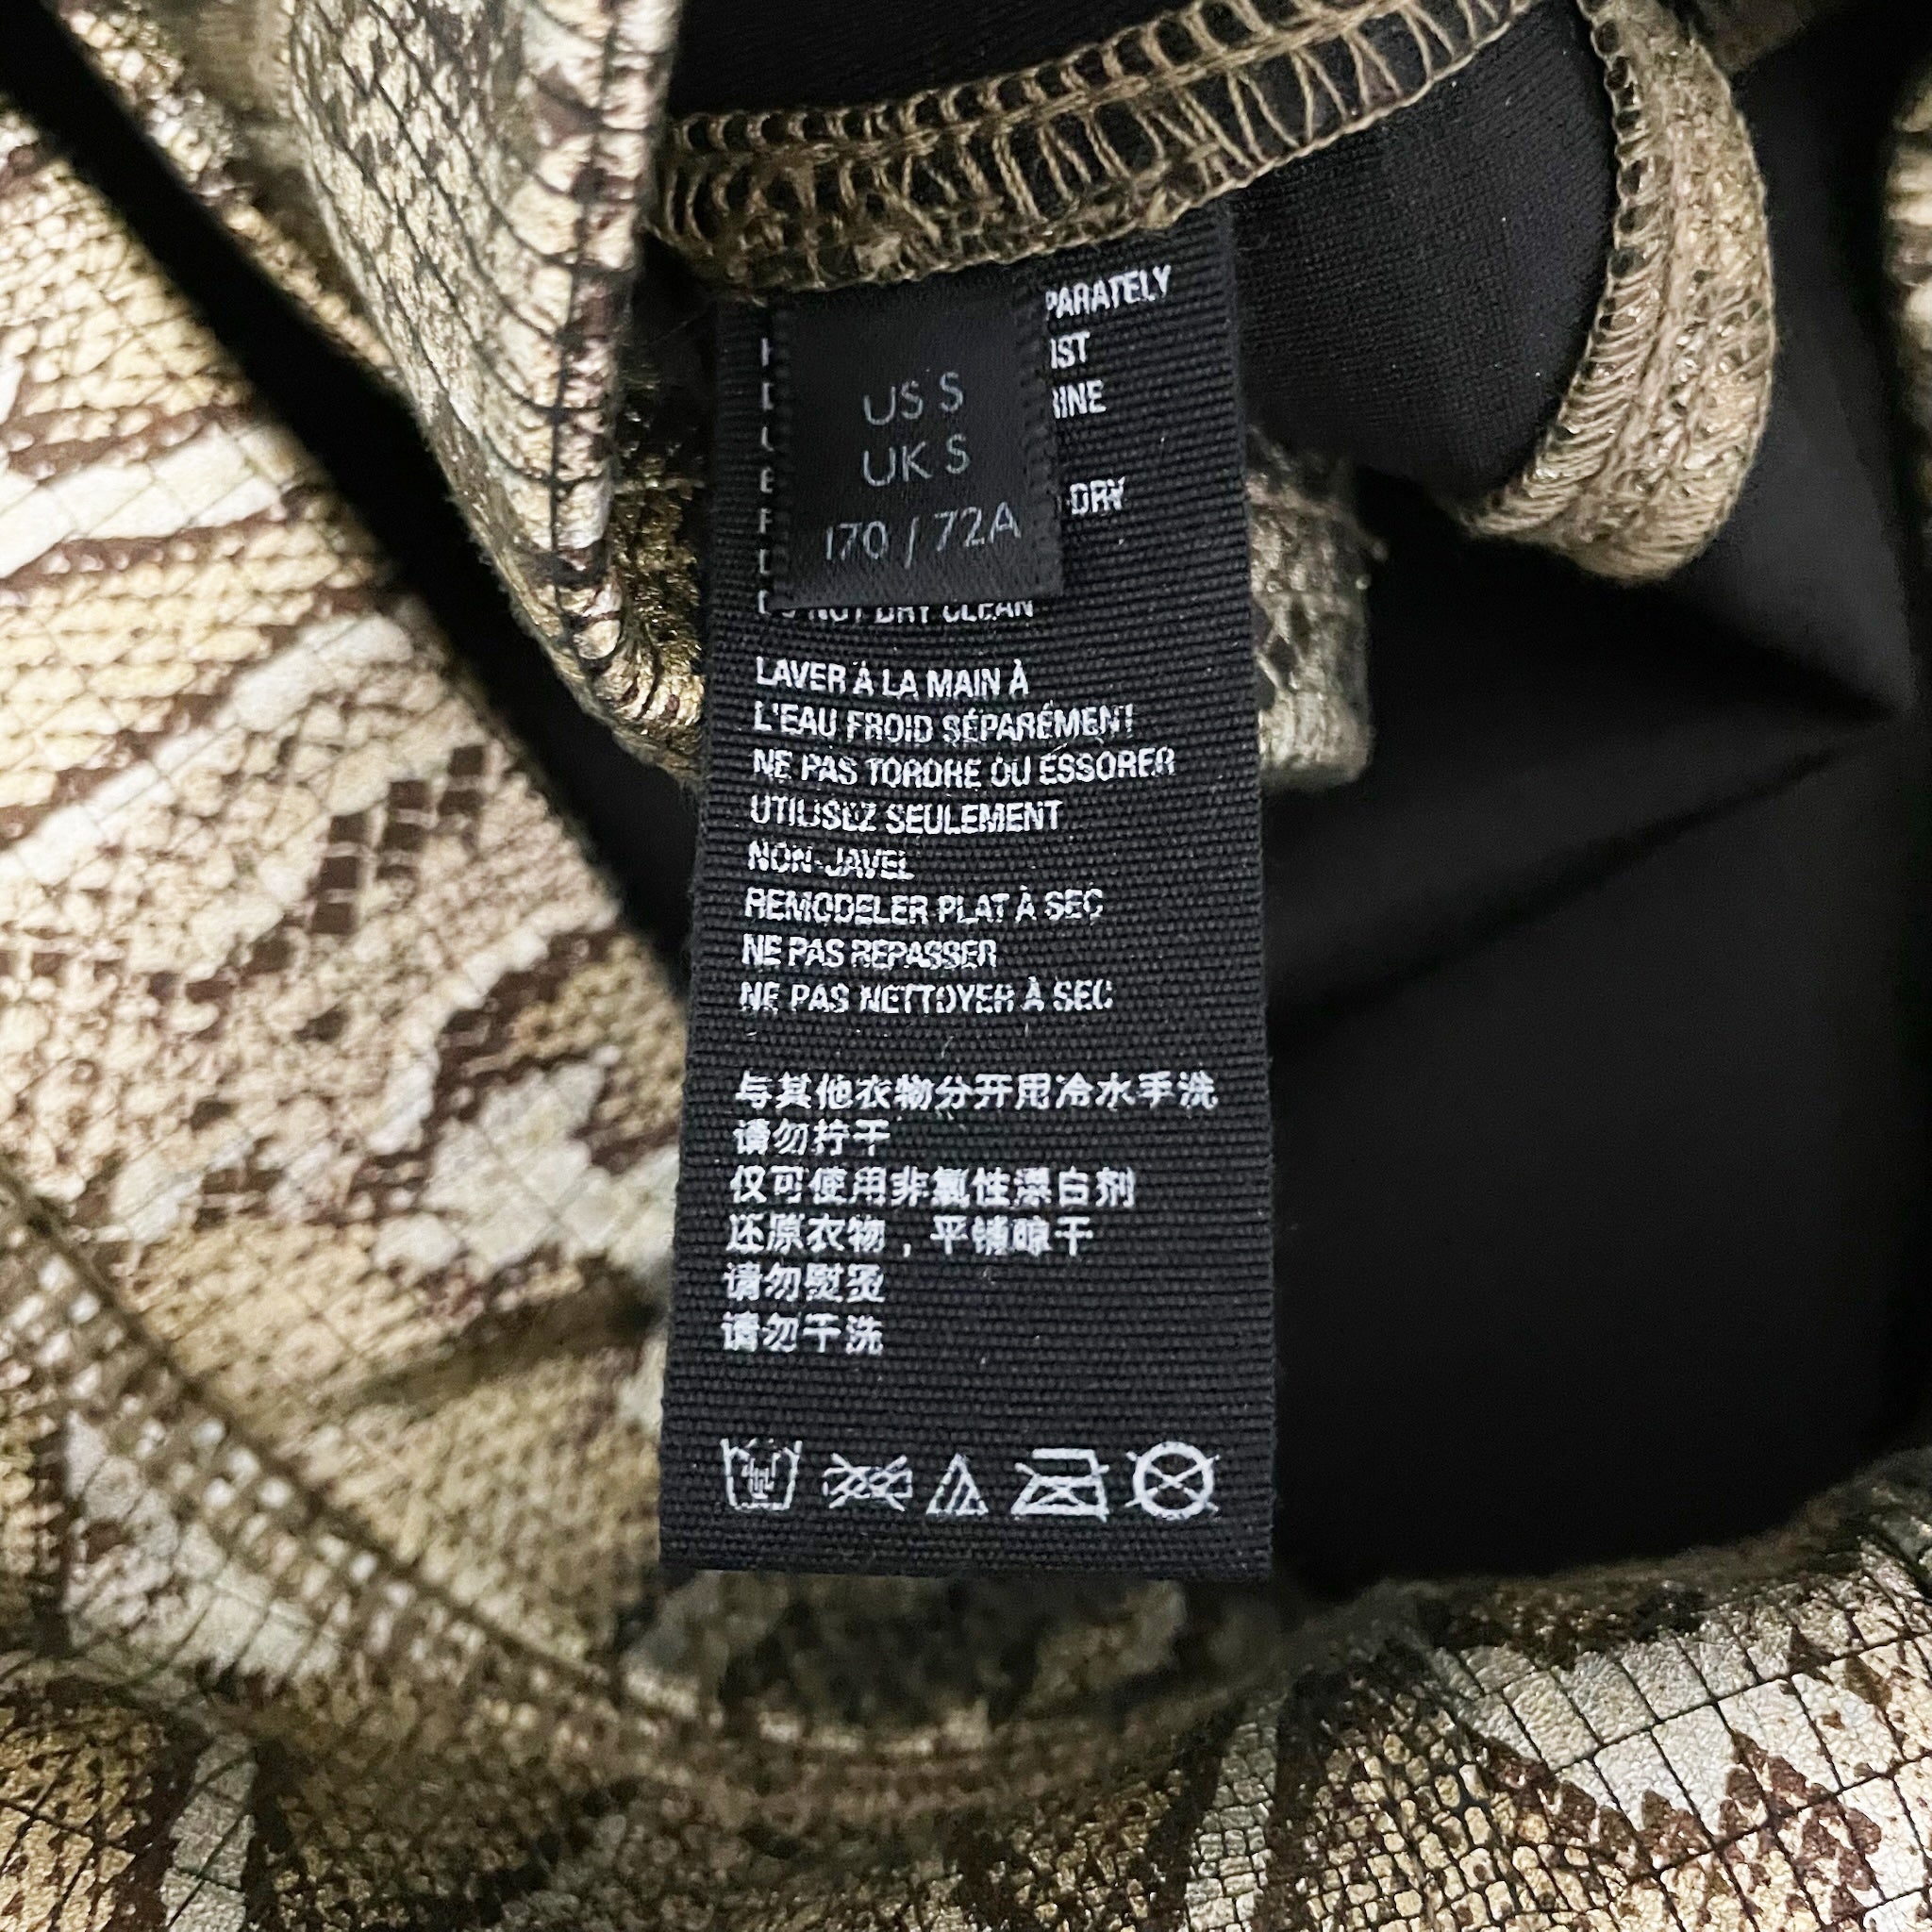 US S
UK S
170 / 72A
DO NOT DRY CLEAN
LAVER À LA MAIN À
L'EAU FROID SÉPARÉMENT
NE PAS TORDRE OU ESSORER
UTILISEZ SEULEMENT
NON-JAVEL
REMODELER PLAT À SEC
NE PAS REPASSER
NE PAS NETTOYER À SEC
与其他衣物分开用冷水手洗
请勿拧干
仅可使用非氯性漂白剂
还原衣物，平铺晾干
请勿熨烫
请勿干洗